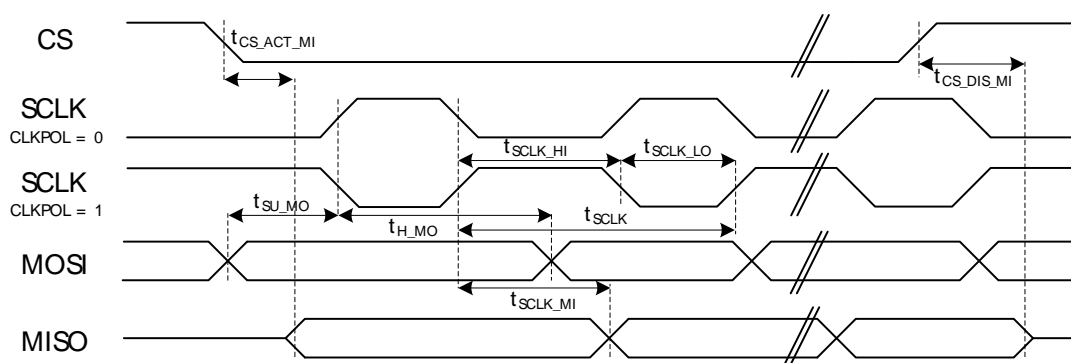 CS
tCS_ACT_MI
tCS_DIS_MI
SCLK
CLKPOL = 0
tSCLK_HI
tSCLK_LO
SCLK
CLKPOL = 1
tSU_MO
tH_MO
tSCLK
MOSI
tSCLK_MI
MISO